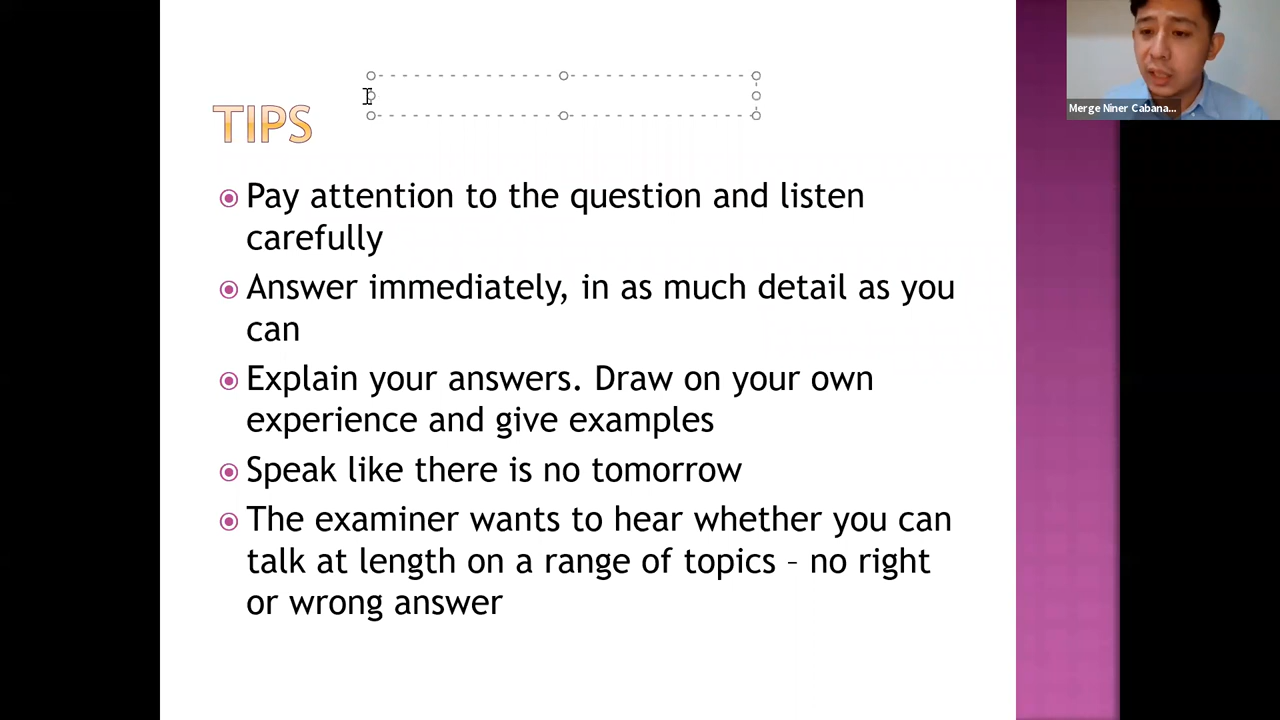 Merge Niner Cabana...
TIPS
Pay attention to the question and listen
carefully
Answer immediately, in as much detail as you
can
Explain your answers. Draw on your own
experience and give examples
Speak like there is no tomorrow
The examiner wants to hear whether you can
talk at length on a range of topics – no right
or wrong answer